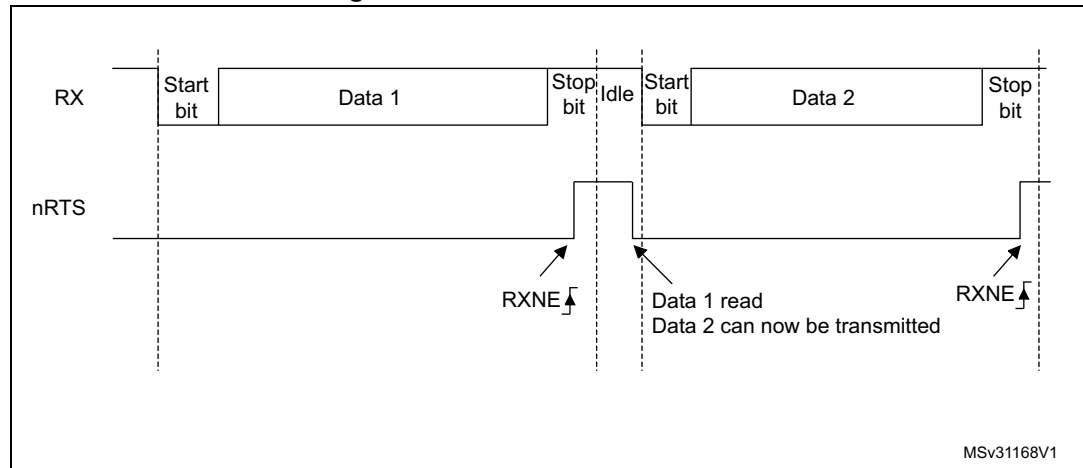 RX
Start
bit
Data 1
Stop
bit
Idle
Start
bit
Data 2
Stop
bit
nRTS
RXNE
Data 1 read
Data 2 can now be transmitted
RXNE
MSv31168V1